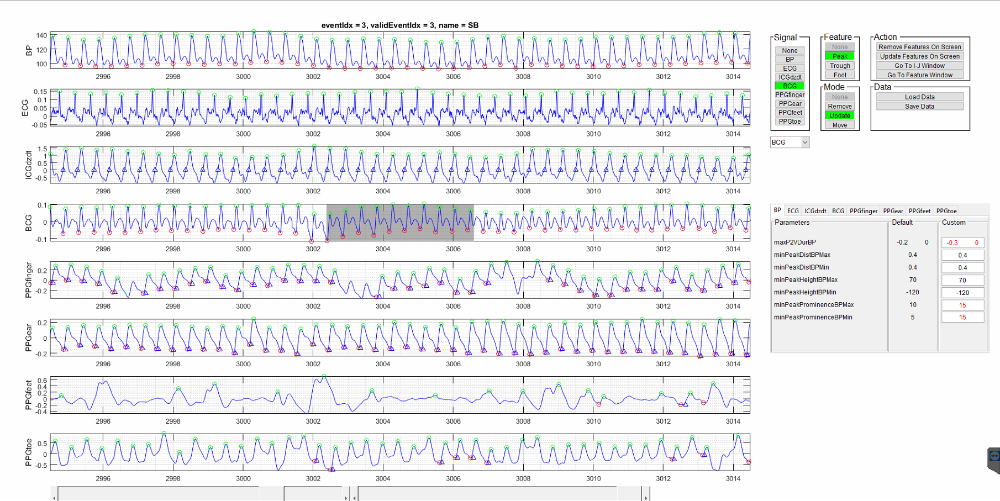 eventIdx = 3, validEventIdx = 3, name = SB
BP
140
120
100
2996 2998 3000 3002 3004 3006 3008 3010 3012 3014
ECG
0.15
0.05
0
-0.05
2996 2998 3000 3002 3004 3006 3008 3010 3012 3014
ICGdzdt
1.5
1
0.5
0
-0.5
2996 2998 3000 3002 3004 3006 3008 3010 3012 3014
BCG
0.1
0
-0.1
2996 2998 3000 3002 3004 3006 3008 3010 3012 3014
PPGfinger
0.2
0
-0.2
2996 2998 3000 3002 3004 3006 3008 3010 3012 3014
PPGear
0.2
0
-0.2
2996 2998 3000 3002 3004 3006 3008 3010 3012 3014
PPGfeet
0.6
0.4
0.2
0
-0.2
-0.4
2996 2998 3000 3002 3004 3006 3008 3010 3012 3014
PPGtoe
0.5
0
-0.5
2996 2998 3000 3002 3004 3006 3008 3010 3012 3014
Signal
None
BP
ECG
ICGdzdt
BCG
PPGfinger
PPGear
PPGfeet
PPGtoe
BCG
Feature
None
Peak
Trough
Foot
Mode
None
Remove
Update
Move
Action
Remove Features On Screen
Update Features On Screen
Go To I-J Window
Go To Feature Window
Data
Load Data
Save Data
BP ECG ICGdzdt BCG PPGfinger PPGear PPGfeet PPGtoe
Parameters Default Custom
maxP2VDurBP -0.2 0 -0.3 0
minPeakDistBPMax 0.4 0.4
minPeakDistBPMin 0.4 0.4
minPeakHeightBPMax 70 70
minPeakHeightBPMin -120 -120
minPeakProminenceBPMax 10 15
minPeakProminenceBPMin 5 15